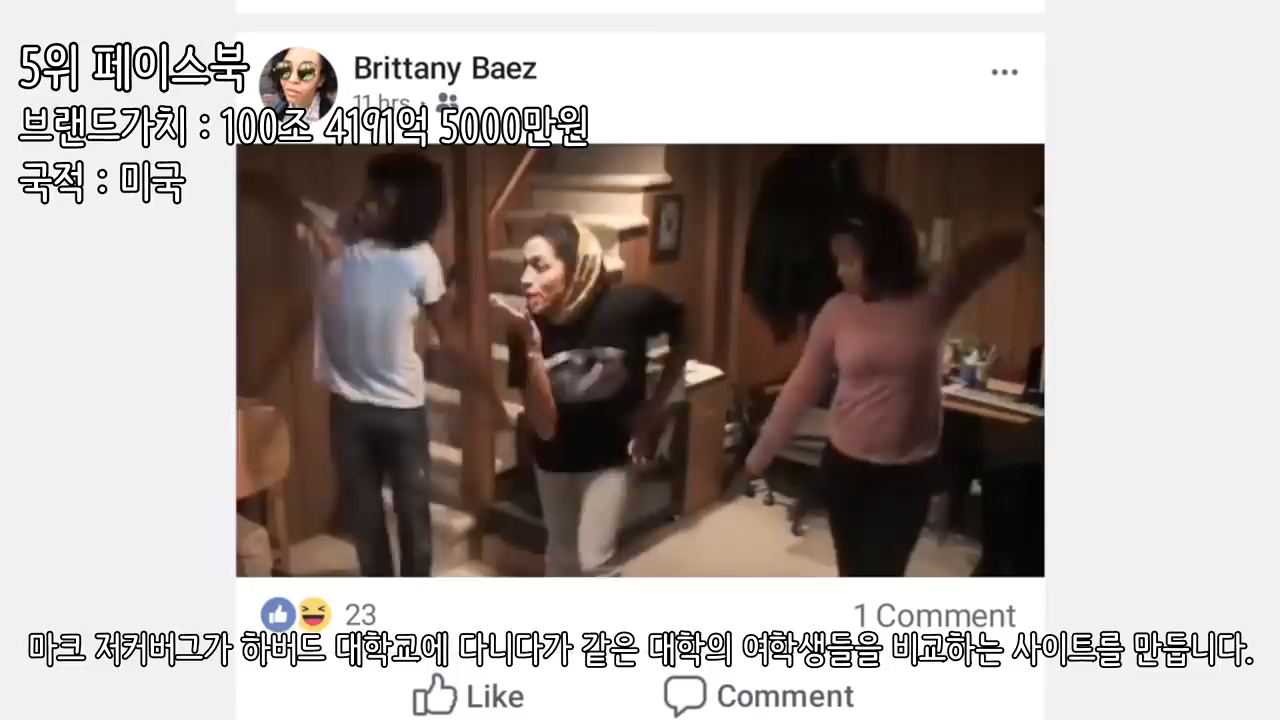 5위 페이스북
Brittany Baez
11 hrs
브랜드가치 : 100조 4191억 5000만원
국적 : 미국
23
1 Comment
마크 저커버그가 하버드 대학교에 다니다가 같은 대학의 여학생들을 비교하는 사이트를 만듭니다.
Like
Comment